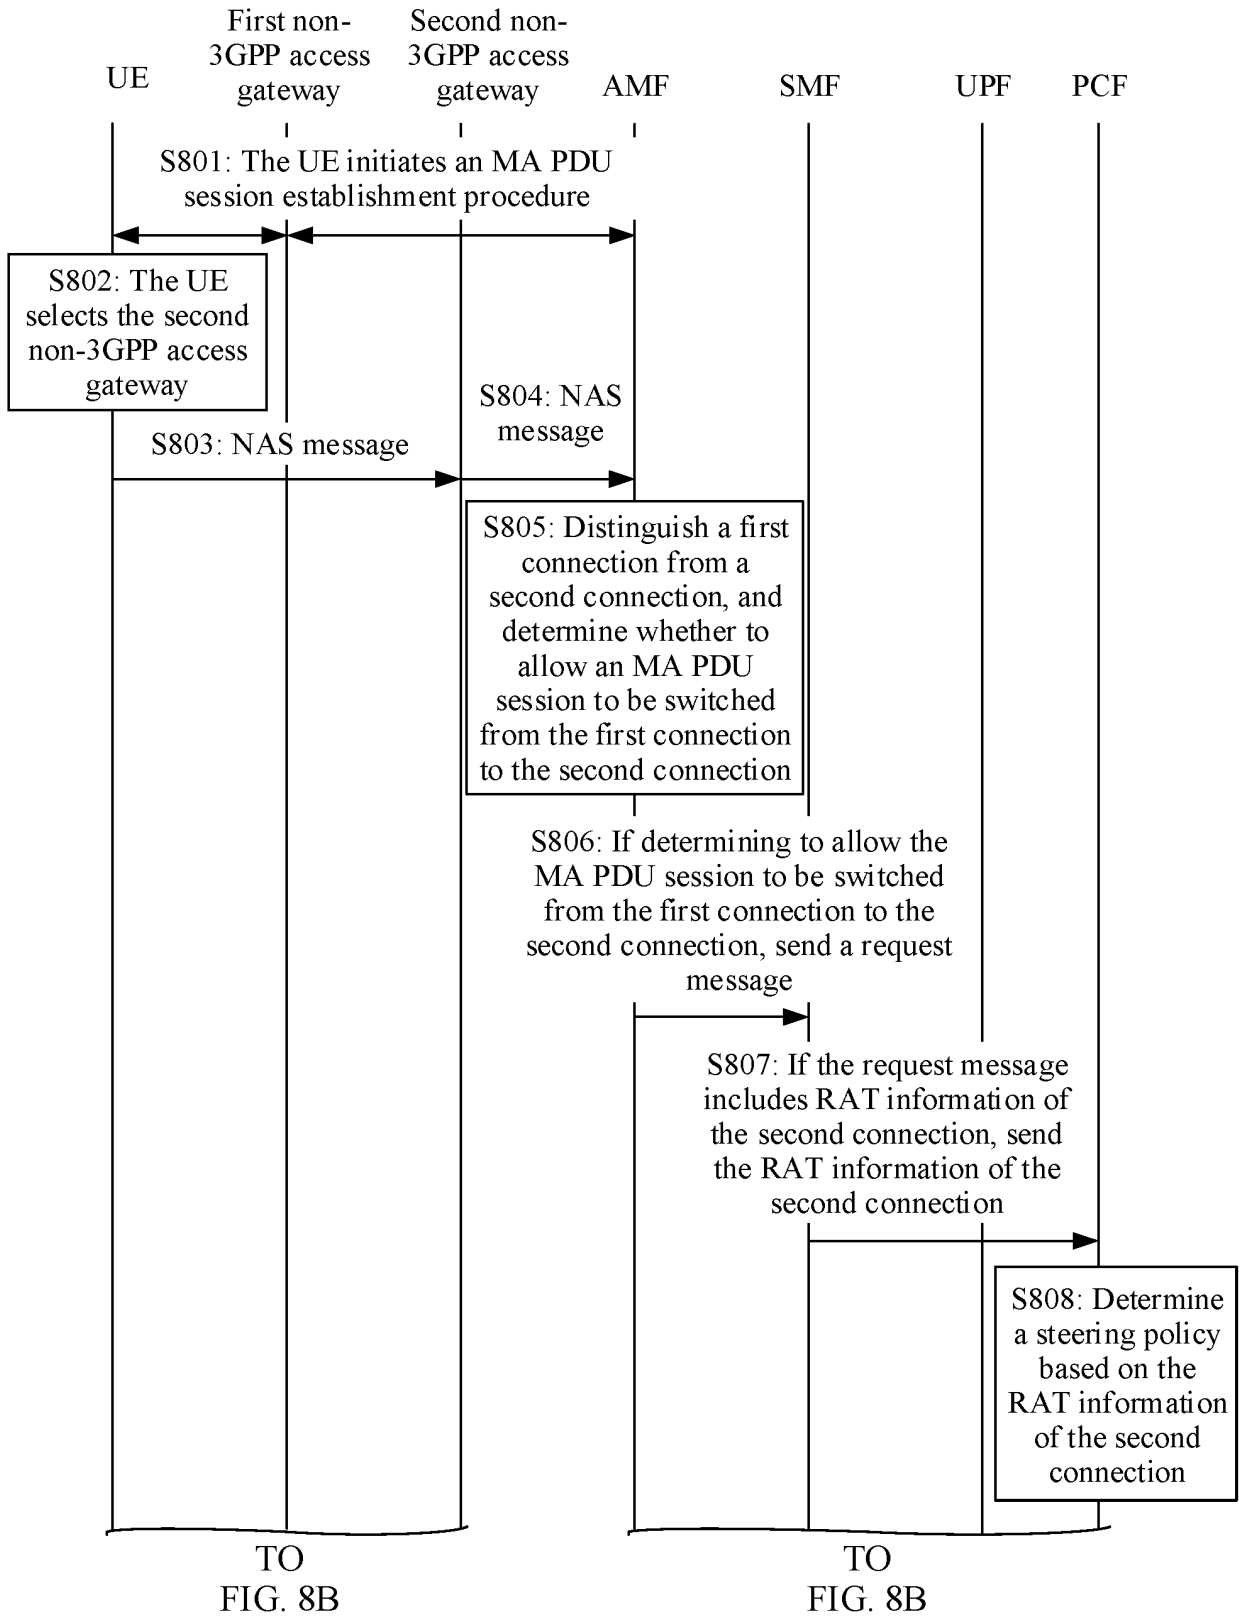 UE
First non-
3GPP access
gateway
Second non-
3GPP access
gateway
AMF
SMF
UPF
PCF
S801: The UE initiates an MA PDU
session establishment procedure
S802: The UE
selects the second
non-3GPP access
gateway
S803: NAS message
S804: NAS
message
S805: Distinguish a first
connection from a
second connection, and
determine whether to
allow an MA PDU
session to be switched
from the first connection
to the second connection
S806: If determining to allow the
MA PDU session to be switched
from the first connection to the
second connection, send a request
message
S807: If the request message
includes RAT information of
the second connection, send
the RAT information of the
second connection
S808: Determine
a steering policy
based on the
RAT information
of the second
connection
TO
FIG. 8B
TO
FIG. 8B